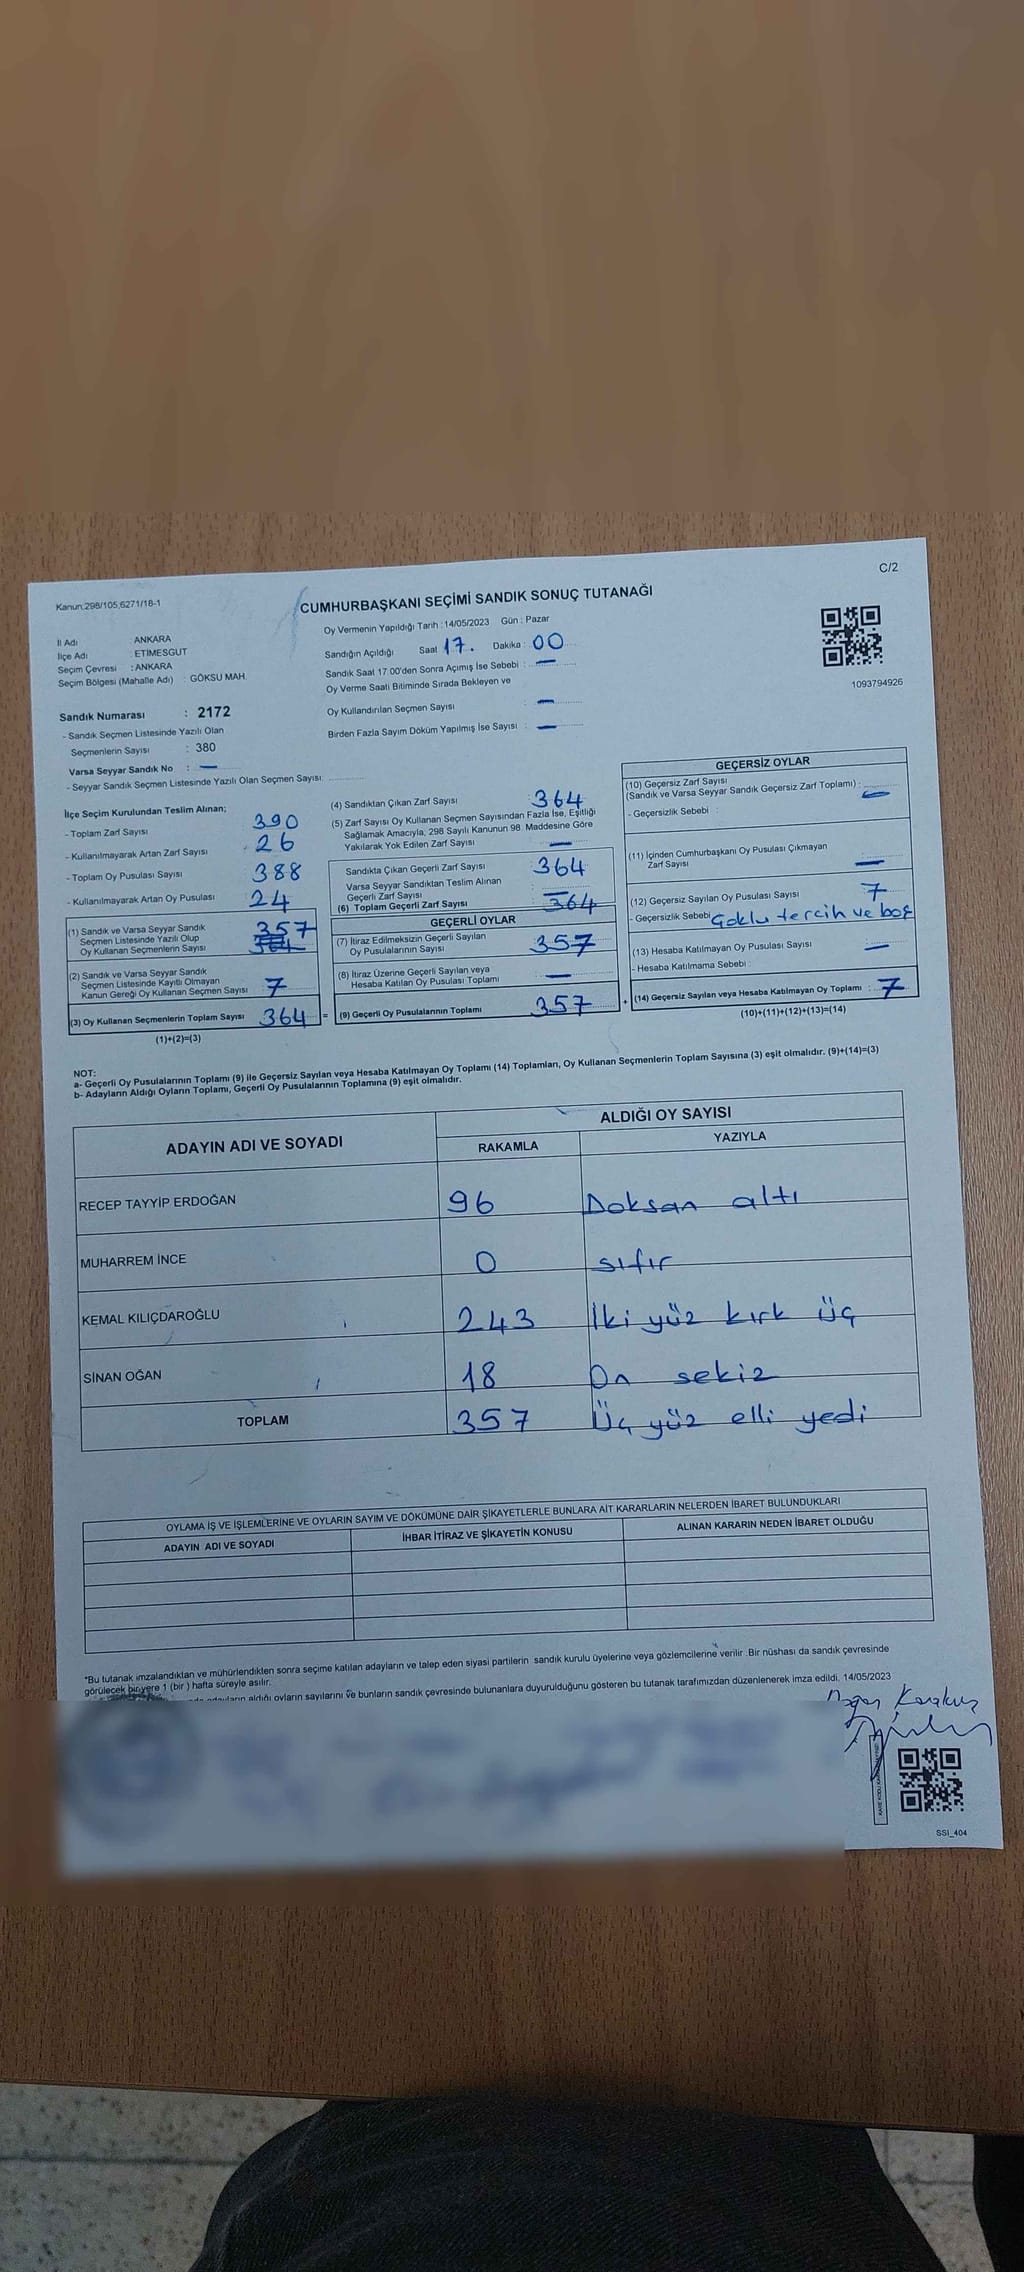 C/2
Kanun:298/105,6271/18-1
CUMHURBAŞKANI SEÇİMİ SANDIK SONUÇ TUTANAĞI
İl Adı : ANKARA
İlçe Adı : ETİMESGUT
Seçim Çevresi : ANKARA
Seçim Bölgesi (Mahalle Adı) : GÖKSU MAH.
Sandık Numarası : 2172
- Sandık Seçmen Listesinde Yazılı Olan
Seçmenlerin Sayısı : 380
Varsa Seyyar Sandık No : —
- Seyyar Sandık Seçmen Listesinde Yazılı Olan Seçmen Sayısı:
Oy Vermenin Yapıldığı Tarih : 14/05/2023 Gün : Pazar
Sandığın Açıldığı Saat 17. Dakika : 00
Sandık Saat 17:00'den Sonra Açımış İse Sebebi : —
Oy Verme Saati Bitiminde Sırada Bekleyen ve
Oy Kullandırılan Seçmen Sayısı : —
Birden Fazla Sayım Döküm Yapılmış İse Sayısı : —
1093794926
İlçe Seçim Kurulundan Teslim Alınan;
- Toplam Zarf Sayısı 390
- Kullanılmayarak Artan Zarf Sayısı 26
- Toplam Oy Pusulası Sayısı 388
- Kullanılmayarak Artan Oy Pusulası 24
(1) Sandık ve Varsa Seyyar Sandık
Seçmen Listesinde Yazılı Olup
Oy Kullanan Seçmenlerin Sayısı 357 364
(2) Sandık ve Varsa Seyyar Sandık
Seçmen Listesinde Kayıtlı Olmayan
Kanun Gereği Oy Kullanan Seçmen Sayısı 7
(3) Oy Kullanan Seçmenlerin Toplam Sayısı 364 =
(1)+(2)=(3)
(4) Sandıktan Çıkan Zarf Sayısı : 364
(5) Zarf Sayısı Oy Kullanan Seçmen Sayısından Fazla İse, Eşitliği
Sağlamak Amacıyla, 298 Sayılı Kanunun 98. Maddesine Göre
Yakılarak Yok Edilen Zarf Sayısı : —
Sandıkta Çıkan Geçerli Zarf Sayısı : 364
Varsa Seyyar Sandıktan Teslim Alınan
Geçerli Zarf Sayısı : —
(6) Toplam Geçerli Zarf Sayısı : 364
GEÇERLİ OYLAR
(7) İtiraz Edilmeksizin Geçerli Sayılan
Oy Pusulalarının Sayısı : 357
(8) İtiraz Üzerine Geçerli Sayılan veya
Hesaba Katılan Oy Pusulası Toplamı : —
(9) Geçerli Oy Pusulalarının Toplamı : 357 +
GEÇERSİZ OYLAR
(10) Geçersiz Zarf Sayısı
(Sandık ve Varsa Seyyar Sandık Geçersiz Zarf Toplamı) : —
- Geçersizlik Sebebi :
(11) İçinden Cumhurbaşkanı Oy Pusulası Çıkmayan
Zarf Sayısı : —
(12) Geçersiz Sayılan Oy Pusulası Sayısı : 7
- Geçersizlik Sebebi : Çoklu tercih ve boş
(13) Hesaba Katılmayan Oy Pusulası Sayısı : —
- Hesaba Katılmama Sebebi :
(14) Geçersiz Sayılan veya Hesaba Katılmayan Oy Toplamı : 7
(10)+(11)+(12)+(13)=(14)
NOT:
a- Geçerli Oy Pusulalarının Toplamı (9) ile Geçersiz Sayılan veya Hesaba Katılmayan Oy Toplamı (14) Toplamları, Oy Kullanan Seçmenlerin Toplam Sayısına (3) eşit olmalıdır. (9)+(14)=(3)
b- Adayların Aldığı Oyların Toplamı, Geçerli Oy Pusulalarının Toplamına (9) eşit olmalıdır.
ADAYIN ADI VE SOYADI ALDIĞI OY SAYISI
RAKAMLA YAZIYLA
RECEP TAYYİP ERDOĞAN 96 Doksan altı
MUHARREM İNCE 0 sıfır
KEMAL KILIÇDAROĞLU 243 İki yüz kırk üç
SİNAN OĞAN 18 On sekiz
TOPLAM 357 Üç yüz elli yedi
OYLAMA İŞ VE İŞLEMLERİNE VE OYLARIN SAYIM VE DÖKÜMÜNE DAİR ŞİKAYETLERLE BUNLARA AİT KARARLARIN NELERDEN İBARET BULUNDUKLARI
ADAYIN ADI VE SOYADI İHBAR İTİRAZ VE ŞİKAYETİN KONUSU ALINAN KARARIN NEDEN İBARET OLDUĞU
*Bu tutanak imzalandıktan ve mühürlendikten sonra seçime katılan adayların ve talep eden siyasi partilerin sandık kurulu üyelerine veya gözlemcilerine verilir. Bir nüshası da sandık çevresinde
görülecek bir yere 1 (bir) hafta süreyle asılır.
adayların aldığı oyların sayılarını ve bunların sandık çevresinde bulunanlara duyurulduğunu gösteren bu tutanak tarafımızdan düzenlenerek imza edildi. 14/05/2023
SSI_404